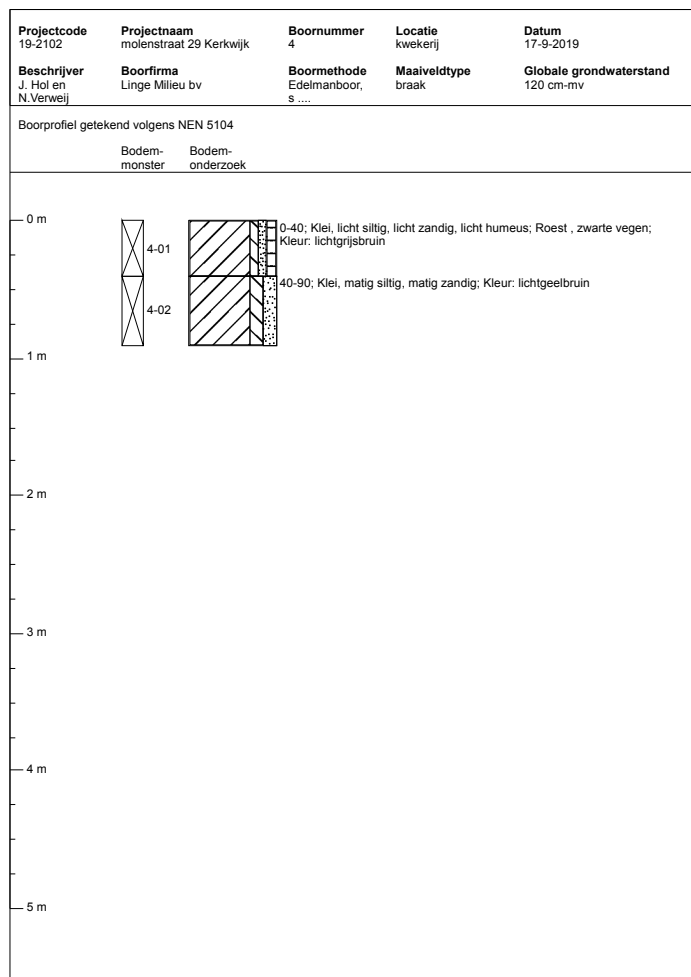 Projectcode Projectnaam Boornummer Locatie Datum
19-2102 molenstraat 29 Kerkwijk 4 kwekerij 17-9-2019
Beschrijver Boorfirma Boormethode Maaiveldtype Globale grondwaterstand
J. Hol en Linge Milieu bv Edelmanboor, braak 120 cm-mv
N.Verweij s ....
Boorprofiel getekend volgens NEN 5104
Bodem- Bodem-
monster onderzoek
0 m
0-40; Klei, licht siltig, licht zandig, licht humeus; Roest , zwarte vegen;
Kleur: lichtgrijsbruin
4-01
40-90; Klei, matig siltig, matig zandig; Kleur: lichtgeelbruin
4-02
1 m
2 m
3 m
4 m
5 m